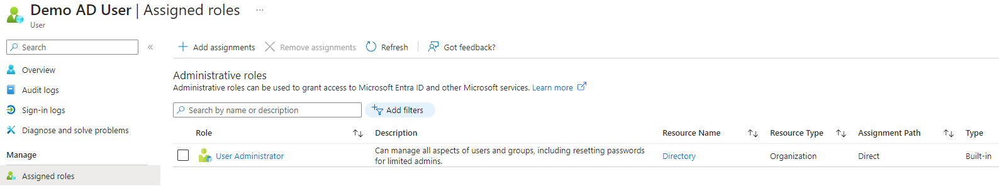 Demo AD User | Assigned roles ...
User
Search
«
Add assignments
Remove assignments
Refresh
Got feedback?
Overview
Audit logs
Sign-in logs
Diagnose and solve problems
Manage
Assigned roles
Administrative roles
Administrative roles can be used to grant access to Microsoft Entra ID and other Microsoft services. Learn more
Search by name or description
Add filters
Role Description Resource Name Resource Type Assignment Path Type
User Administrator
Can manage all aspects of users and groups, including resetting passwords
for limited admins.
Directory
Organization
Direct
Built-in